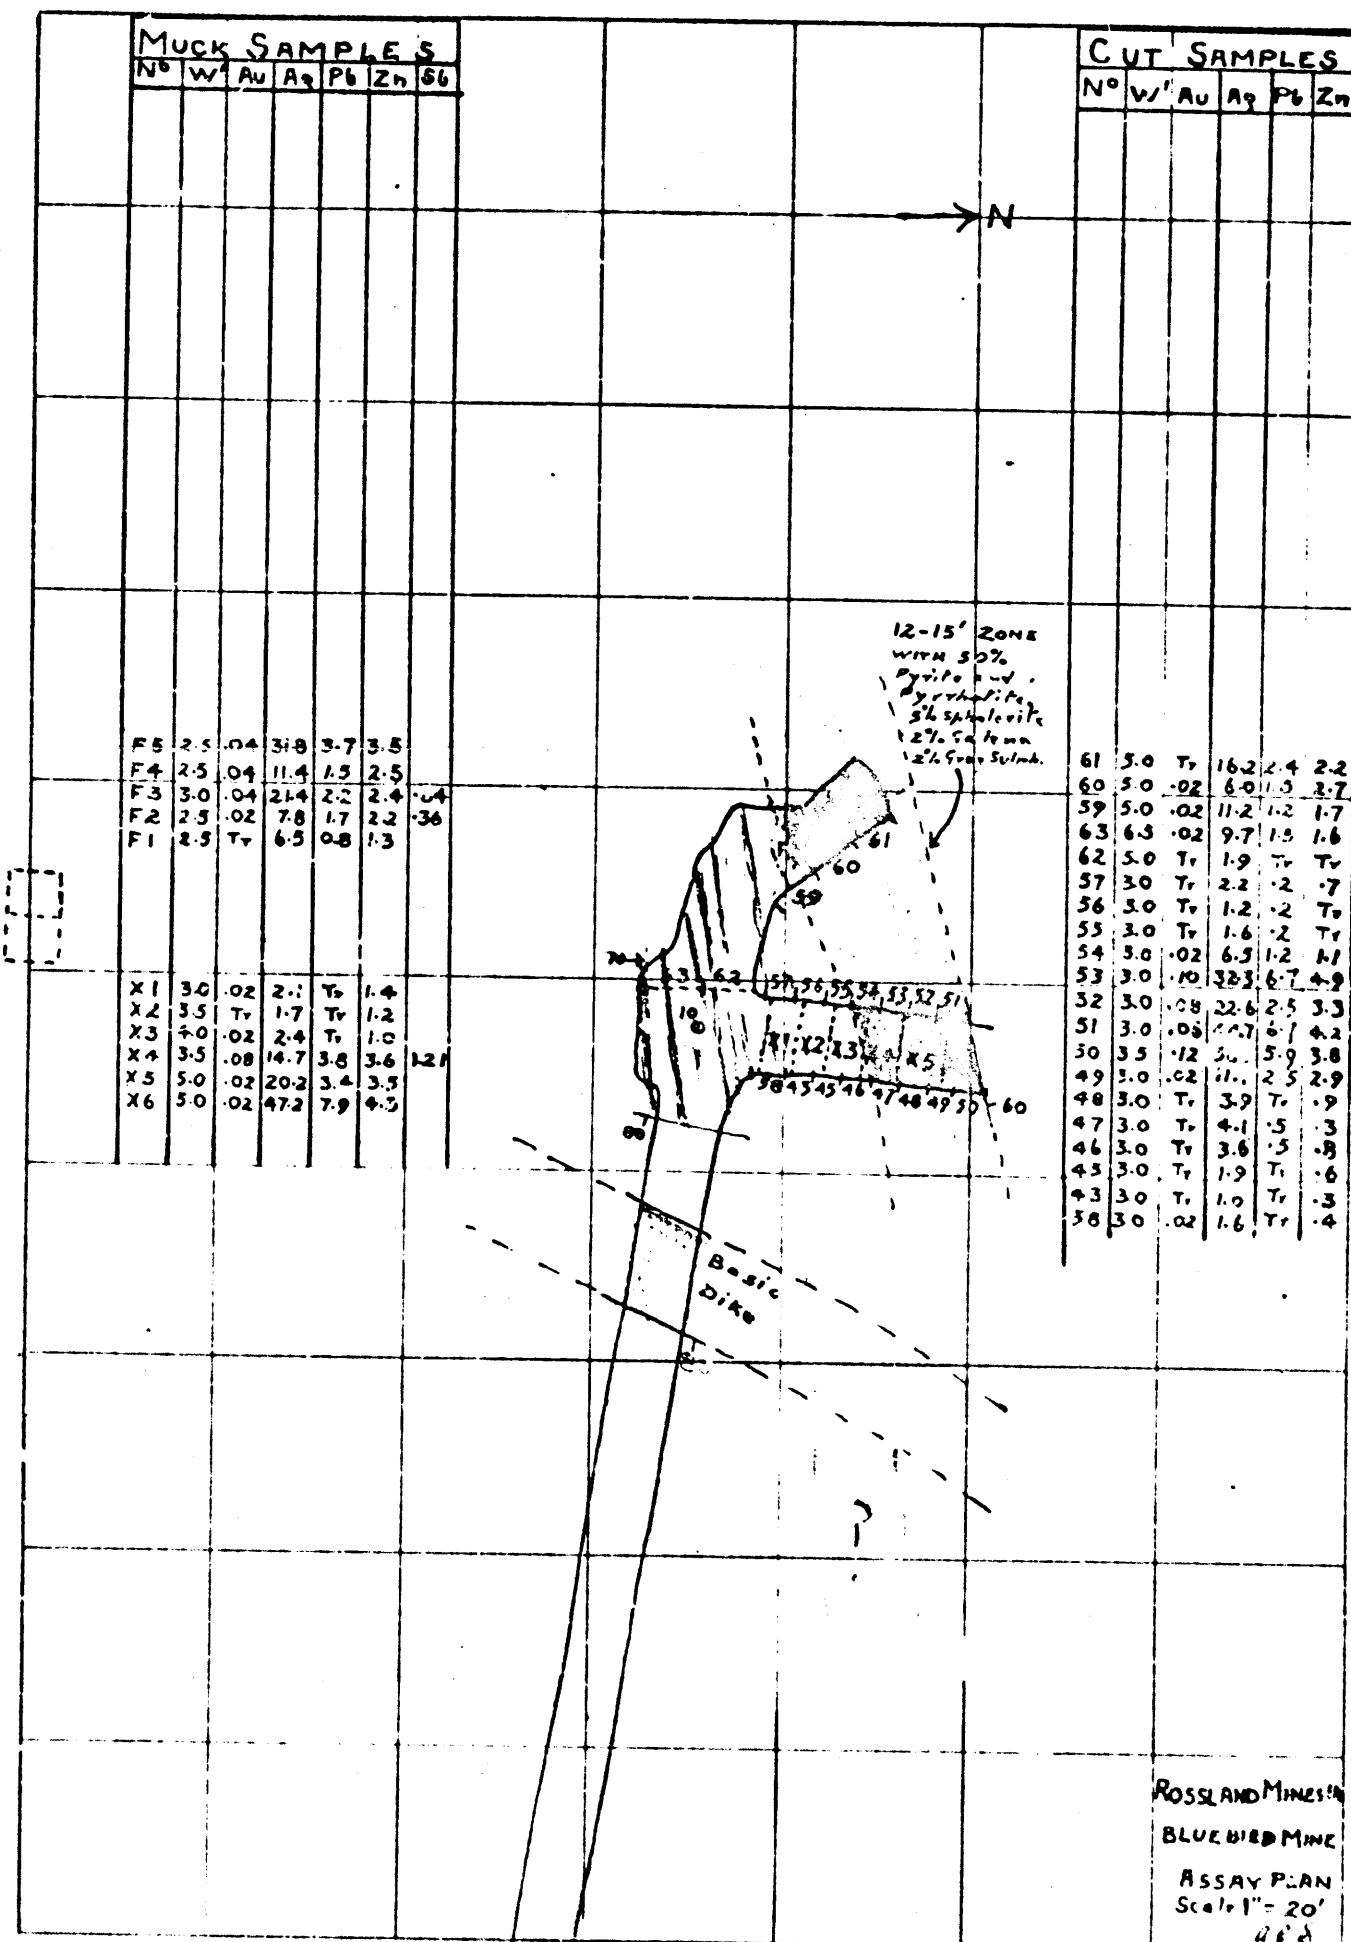 MUCK SAMPLES
No W' Au Ag Pb Zn Sb
F5 2.5 .04 31.8 3.7 3.5
F4 2.5 .04 11.4 1.5 2.5
F3 3.0 .04 21.4 2.2 2.4 .04
F2 2.5 .02 7.8 1.7 2.2 .36
F1 2.5 Tr 6.5 0.8 1.3
X1 3.0 .02 2.1 Tr 1.4
X2 3.5 Tr 1.7 Tr 1.2
X3 4.0 .02 2.4 Tr 1.0
X4 3.5 .08 14.7 3.8 3.6 1.21
X5 5.0 .02 20.2 3.4 3.5
X6 5.0 .02 47.2 7.9 4.5
N
12-15' ZONE
WITH 50%
Pyrite and
Pyrrhotite,
5% sphalerite
2% Galena
2%
61
60
59
70
63 62 57 56 55 54 53 52 51
10
X1 X2 X3 X5
58 43 45 46 47 48 49 50 60
80
Basic
Dike
?
CUT SAMPLES
No W' Au Ag Pb Zn
61 5.0 Tr 16.2 2.4 2.2
60 5.0 .02 6.0 2.7
59 5.0 .02 11.2 1.2 1.7
63 6.5 .02 9.7 1.5 1.6
62 5.0 Tr 1.9 Tr Tr
57 3.0 Tr 2.2 .2 .7
56 3.0 Tr 1.2 .2 Tr
55 3.0 Tr 1.6 .2 Tr
54 3.0 .02 6.5 1.2 1.1
53 3.0 .10 32.3 6.7 4.9
52 3.0 .08 22.6 2.5 3.3
51 3.0 4.2
50 3.5 .12 5.9 3.8
49 3.0 .02 2.5 2.9
48 3.0 Tr 3.9 Tr .9
47 3.0 Tr 4.1 .5 .3
46 3.0 Tr 3.6 .5 .8
45 3.0 Tr 1.9 Tr .6
43 3.0 Tr 1.0 Tr .3
58 3.0 .02 1.6 Tr .4
ROSSLAND MINES
BLUEBIRD MINE
ASSAY PLAN
Scale 1" = 20'